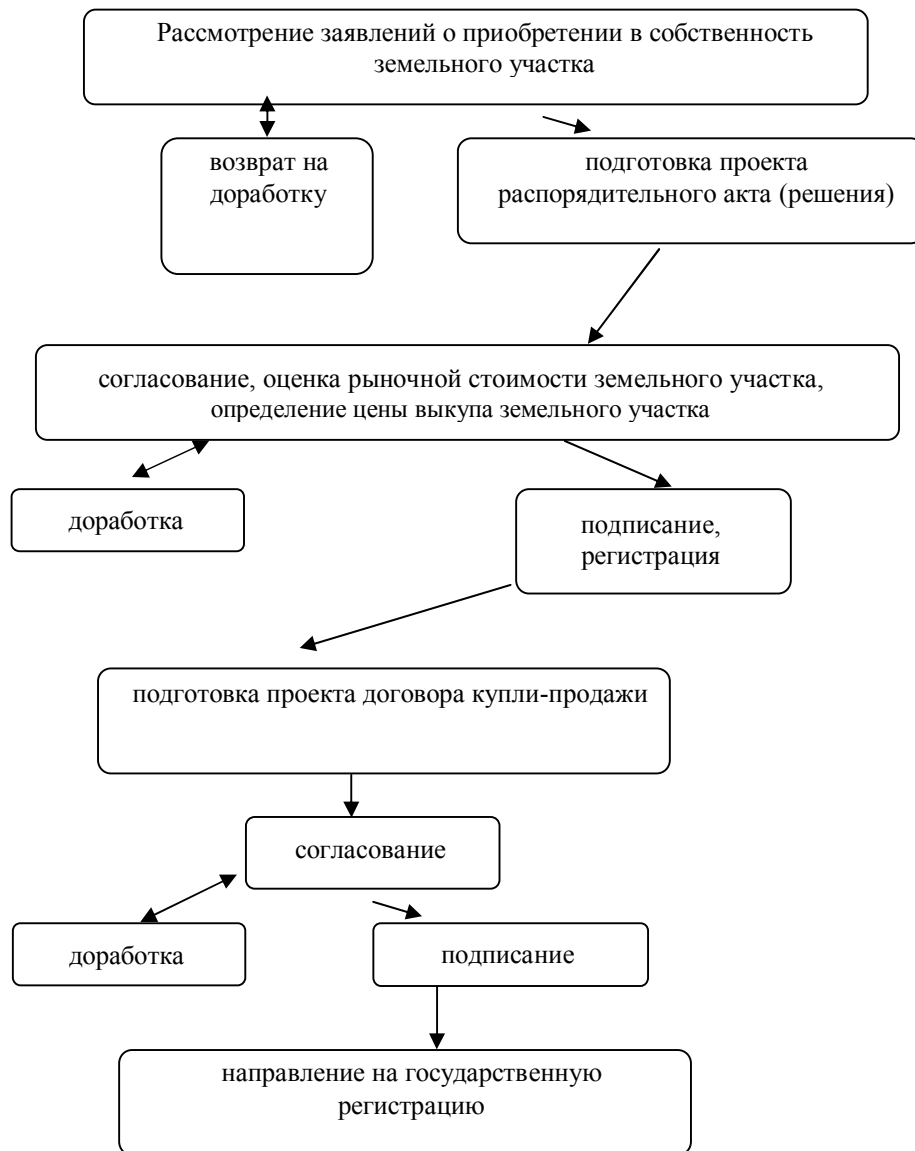 Рассмотрение заявлений о приобретении в собственность
земельного участка
возврат на
доработку
подготовка проекта
распорядительного акта (решения)
согласование, оценка рыночной стоимости земельного участка,
определение цены выкупа земельного участка
доработка
подписание,
регистрация
подготовка проекта договора купли-продажи
согласование
доработка
подписание
направление на государственную
регистрацию